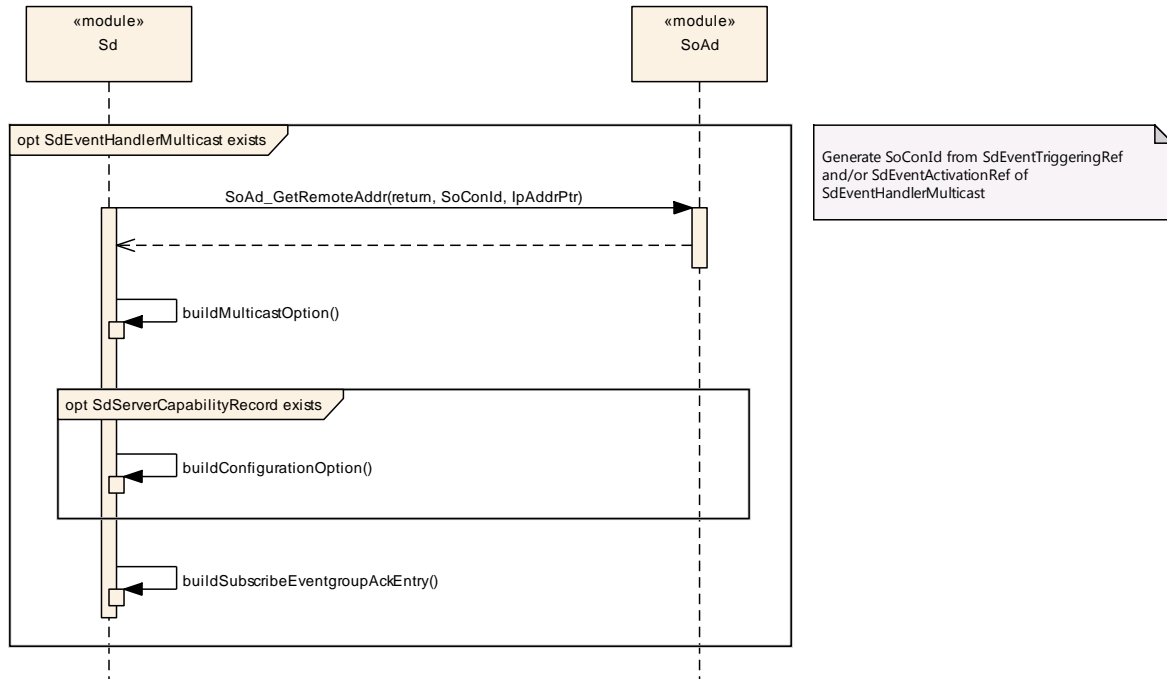 «module»
Sd
«module»
SoAd
opt SdEventHandlerMulticast exists
Generate SoConId from SdEventTriggeringRef
and/or SdEventActivationRef of
SdEventHandlerMulticast
SoAd_GetRemoteAddr(return, SoConId, IpAddrPtr)
buildMulticastOption()
opt SdServerCapabilityRecord exists
buildConfigurationOption()
buildSubscribeEventgroupAckEntry()